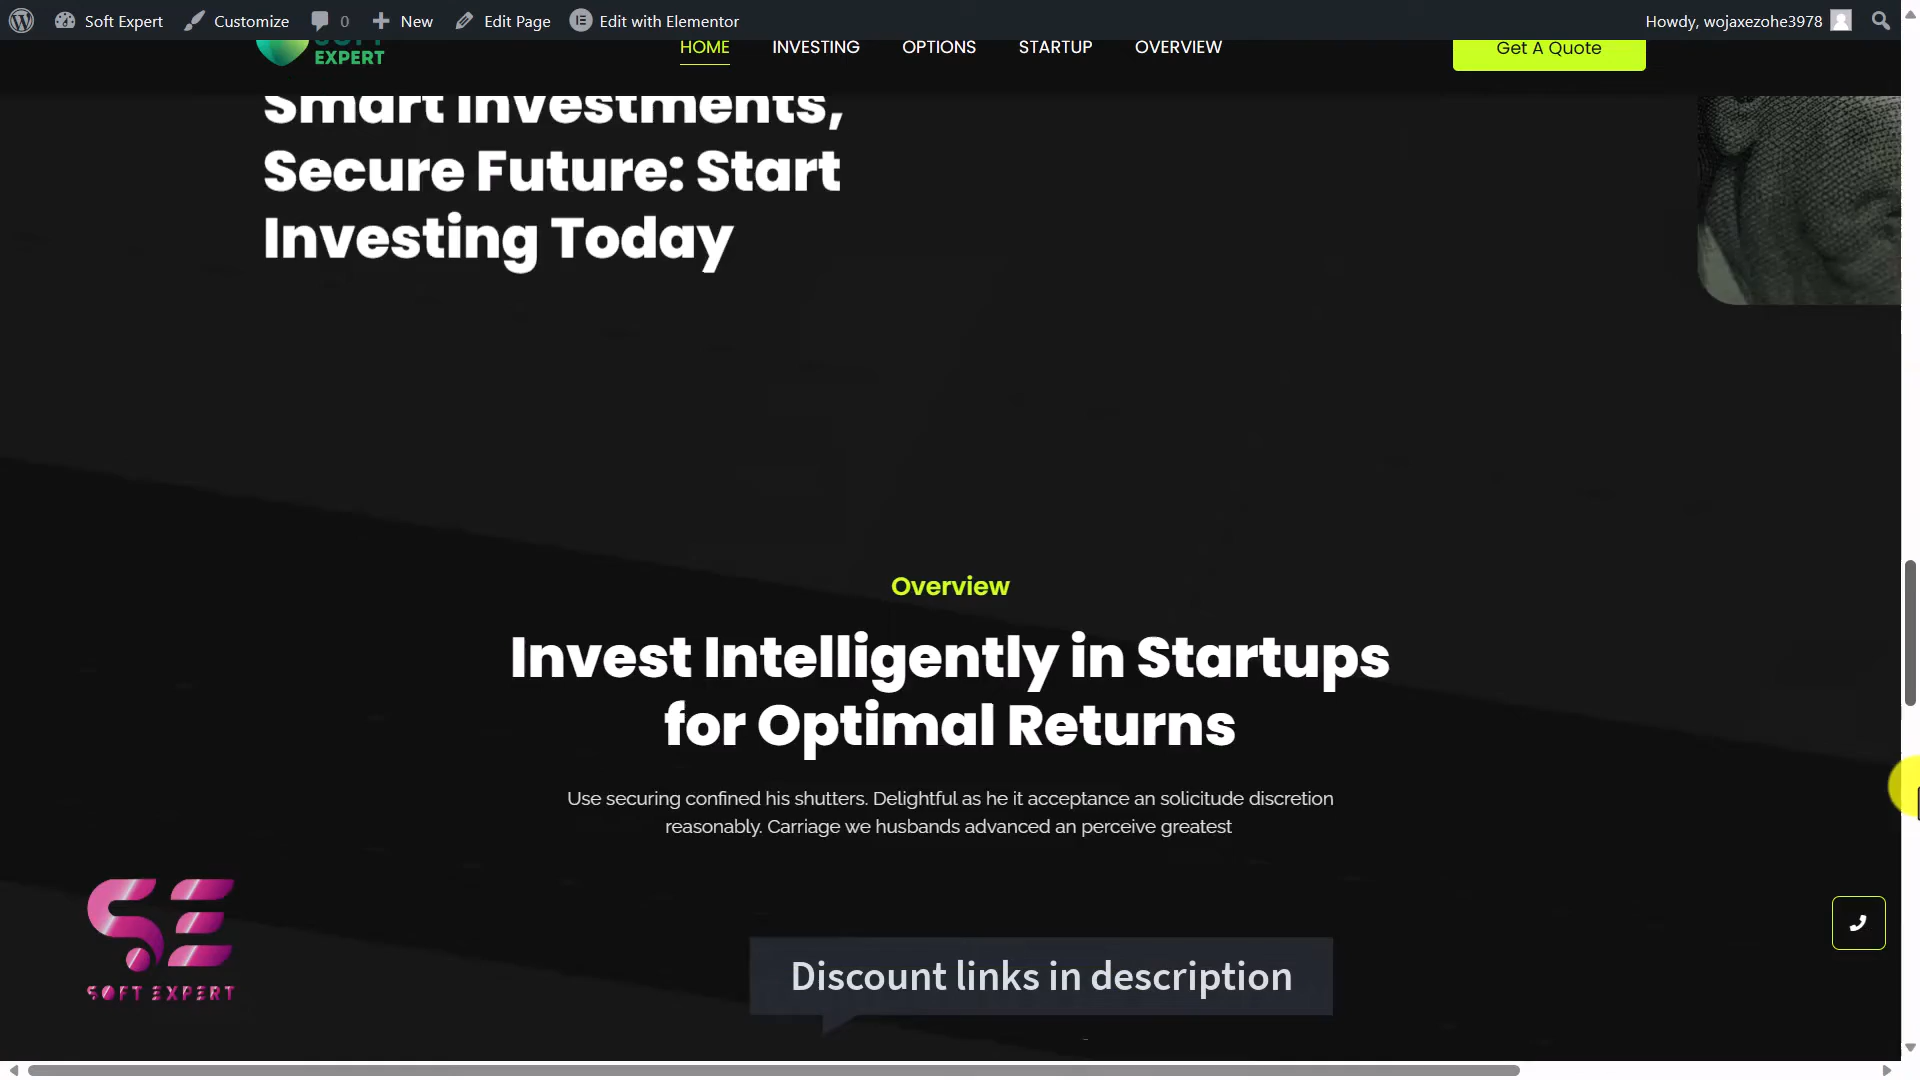 Soft Expert
Customize
0
New
Edit Page
Edit with Elementor
Howdy, wojaxezohe3978
EXPERT
HOME
INVESTING
OPTIONS
STARTUP
OVERVIEW
Get A Quote
Smart Investments,
Secure Future: Start
Investing Today
Overview
Invest Intelligently in Startups
for Optimal Returns
Use securing confined his shutters. Delightful as he it acceptance an solicitude discretion
reasonably. Carriage we husbands advanced an perceive greatest
SE
SOFT EXPERT
Discount links in description